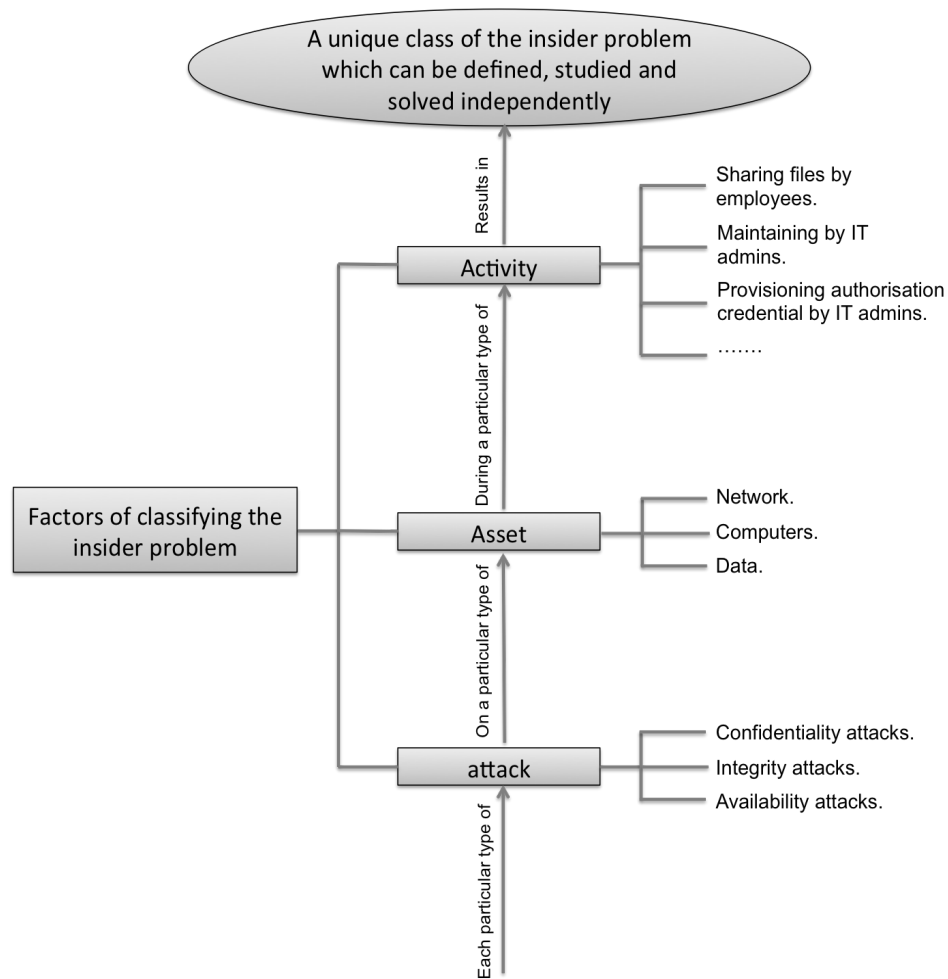 A unique class of the insider problem
which can be defined, studied and
solved independently
Results in
Sharing files by
employees.
Maintaining by IT
admins.
Activity
Provisioning authorisation
credential by IT admins.
.......
During a particular type of
Factors of classifying the
insider problem
Asset
Network.
Computers.
Data.
On a particular type of
attack
Confidentiality attacks.
Integrity attacks.
Availability attacks.
Each particular type of